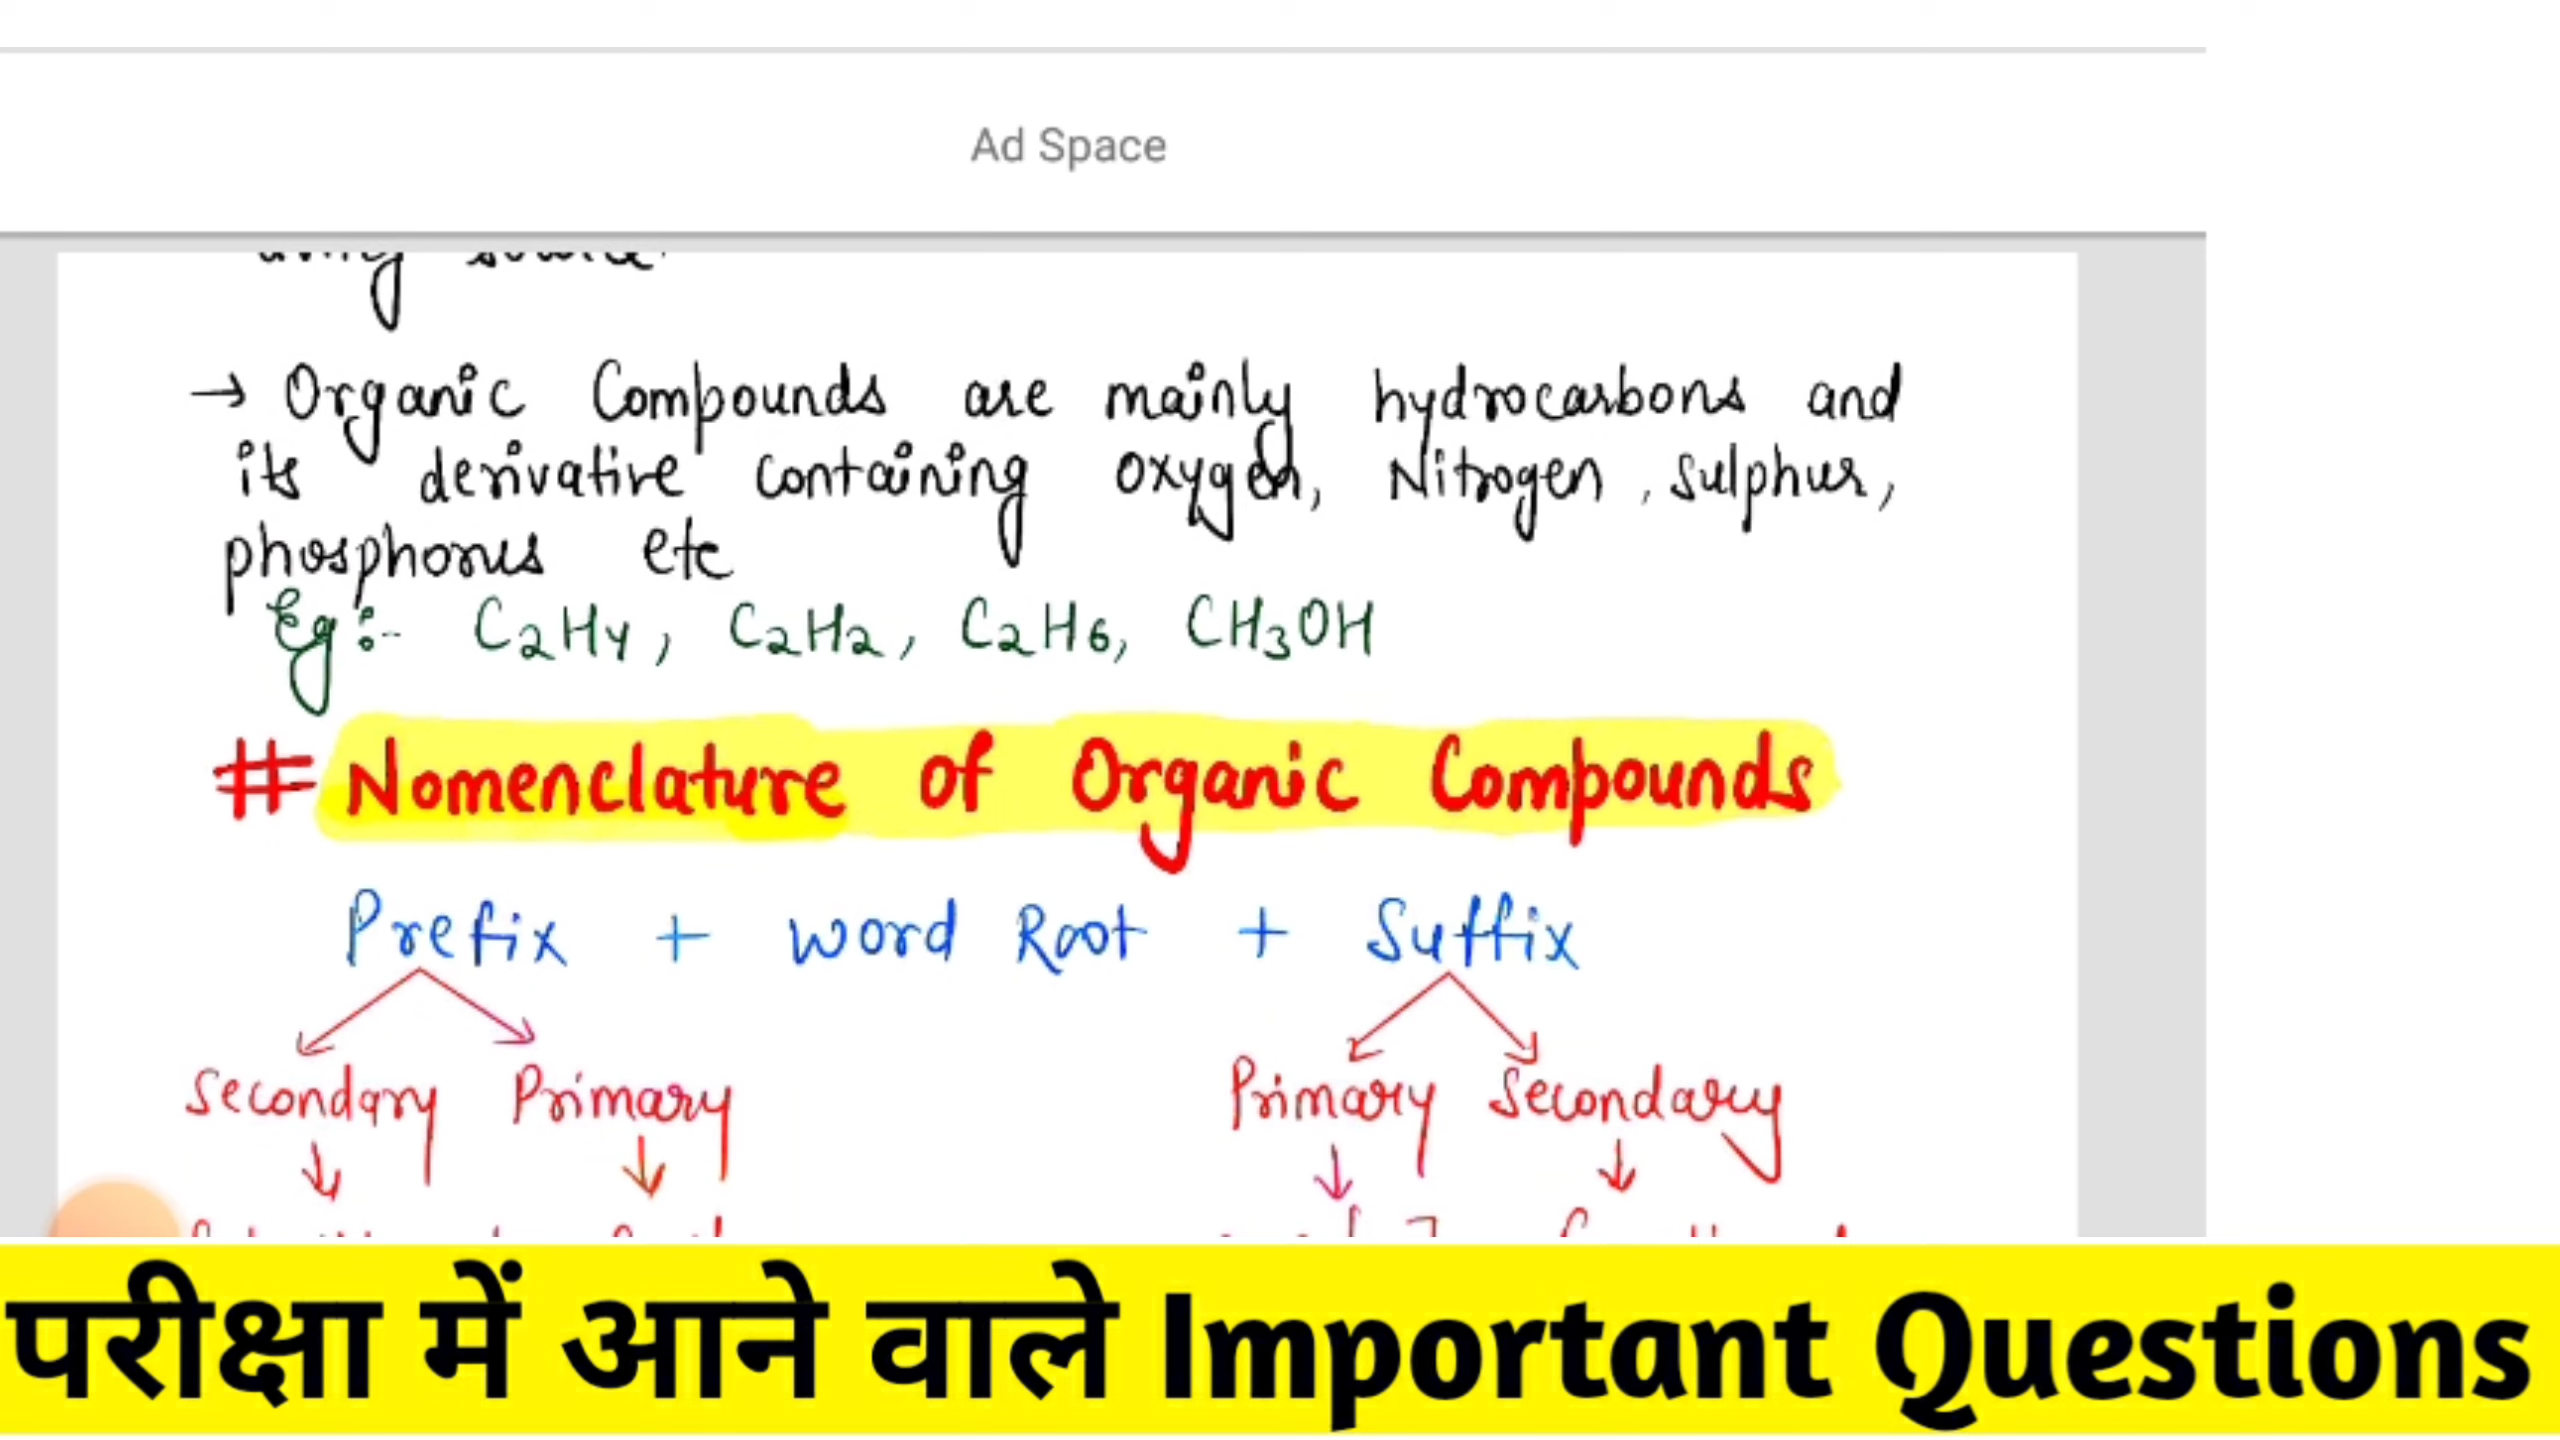 Ad Space
→ Organic Compounds are mainly hydrocarbons and
its derivative containing oxygen, Nitrogen, sulphur,
phosphorus etc
Eg:- C2H4, C2H2, C2H6, CH3OH
# Nomenclature of Organic Compounds
Prefix + word Root + Suffix
Secondary Primary Primary Secondary
परीक्षा में आने वाले Important Questions